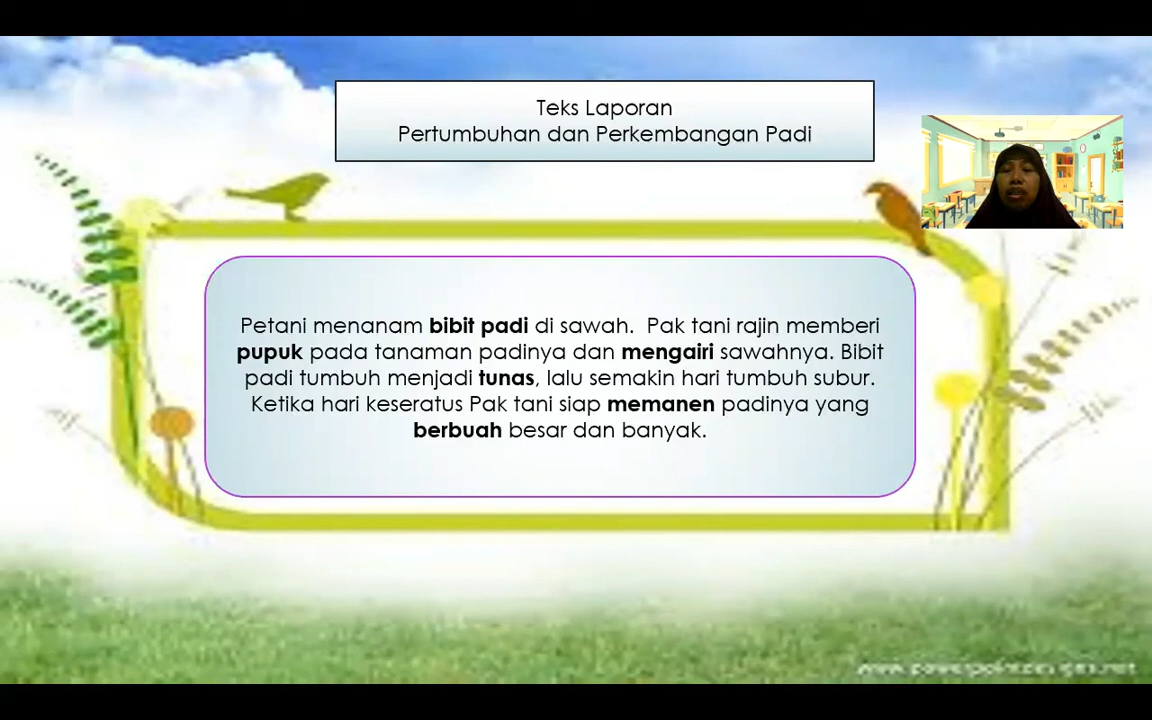 Teks Laporan
Pertumbuhan dan Perkembangan Padi
Petani menanam bibit padi di sawah. Pak tani rajin memberi
pupuk pada tanaman padinya dan mengairi sawahnya. Bibit
padi tumbuh menjadi tunas, lalu semakin hari tumbuh subur.
Ketika hari keseratus Pak tani siap memanen padinya yang
berbuah besar dan banyak.